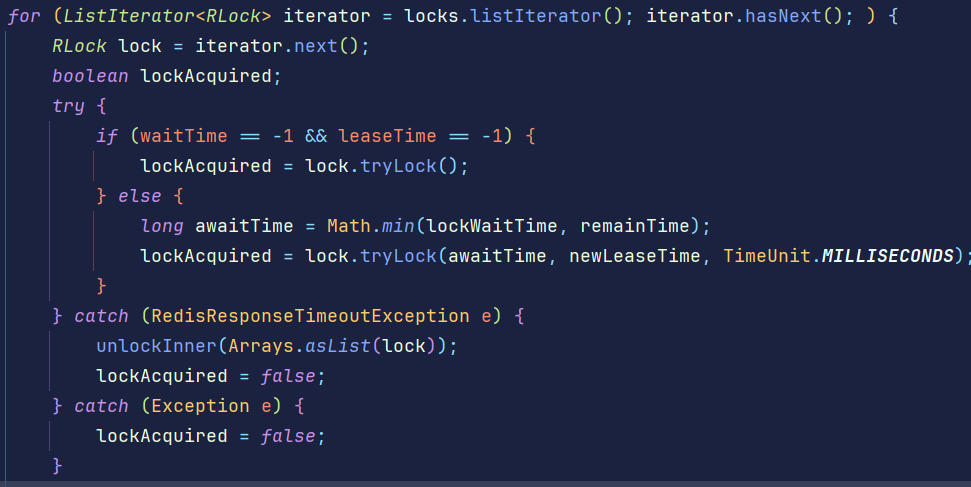 for (ListIterator<RLock> iterator = locks.listIterator(); iterator.hasNext(); ) {
    RLock lock = iterator.next();
    boolean lockAcquired;
    try {
        if (waitTime == -1 && leaseTime == -1) {
            lockAcquired = lock.tryLock();
        } else {
            long awaitTime = Math.min(lockWaitTime, remainTime);
            lockAcquired = lock.tryLock(awaitTime, newLeaseTime, TimeUnit.MILLISECONDS);
        }
    } catch (RedisResponseTimeoutException e) {
        unlockInner(Arrays.asList(lock));
        lockAcquired = false;
    } catch (Exception e) {
        lockAcquired = false;
    }